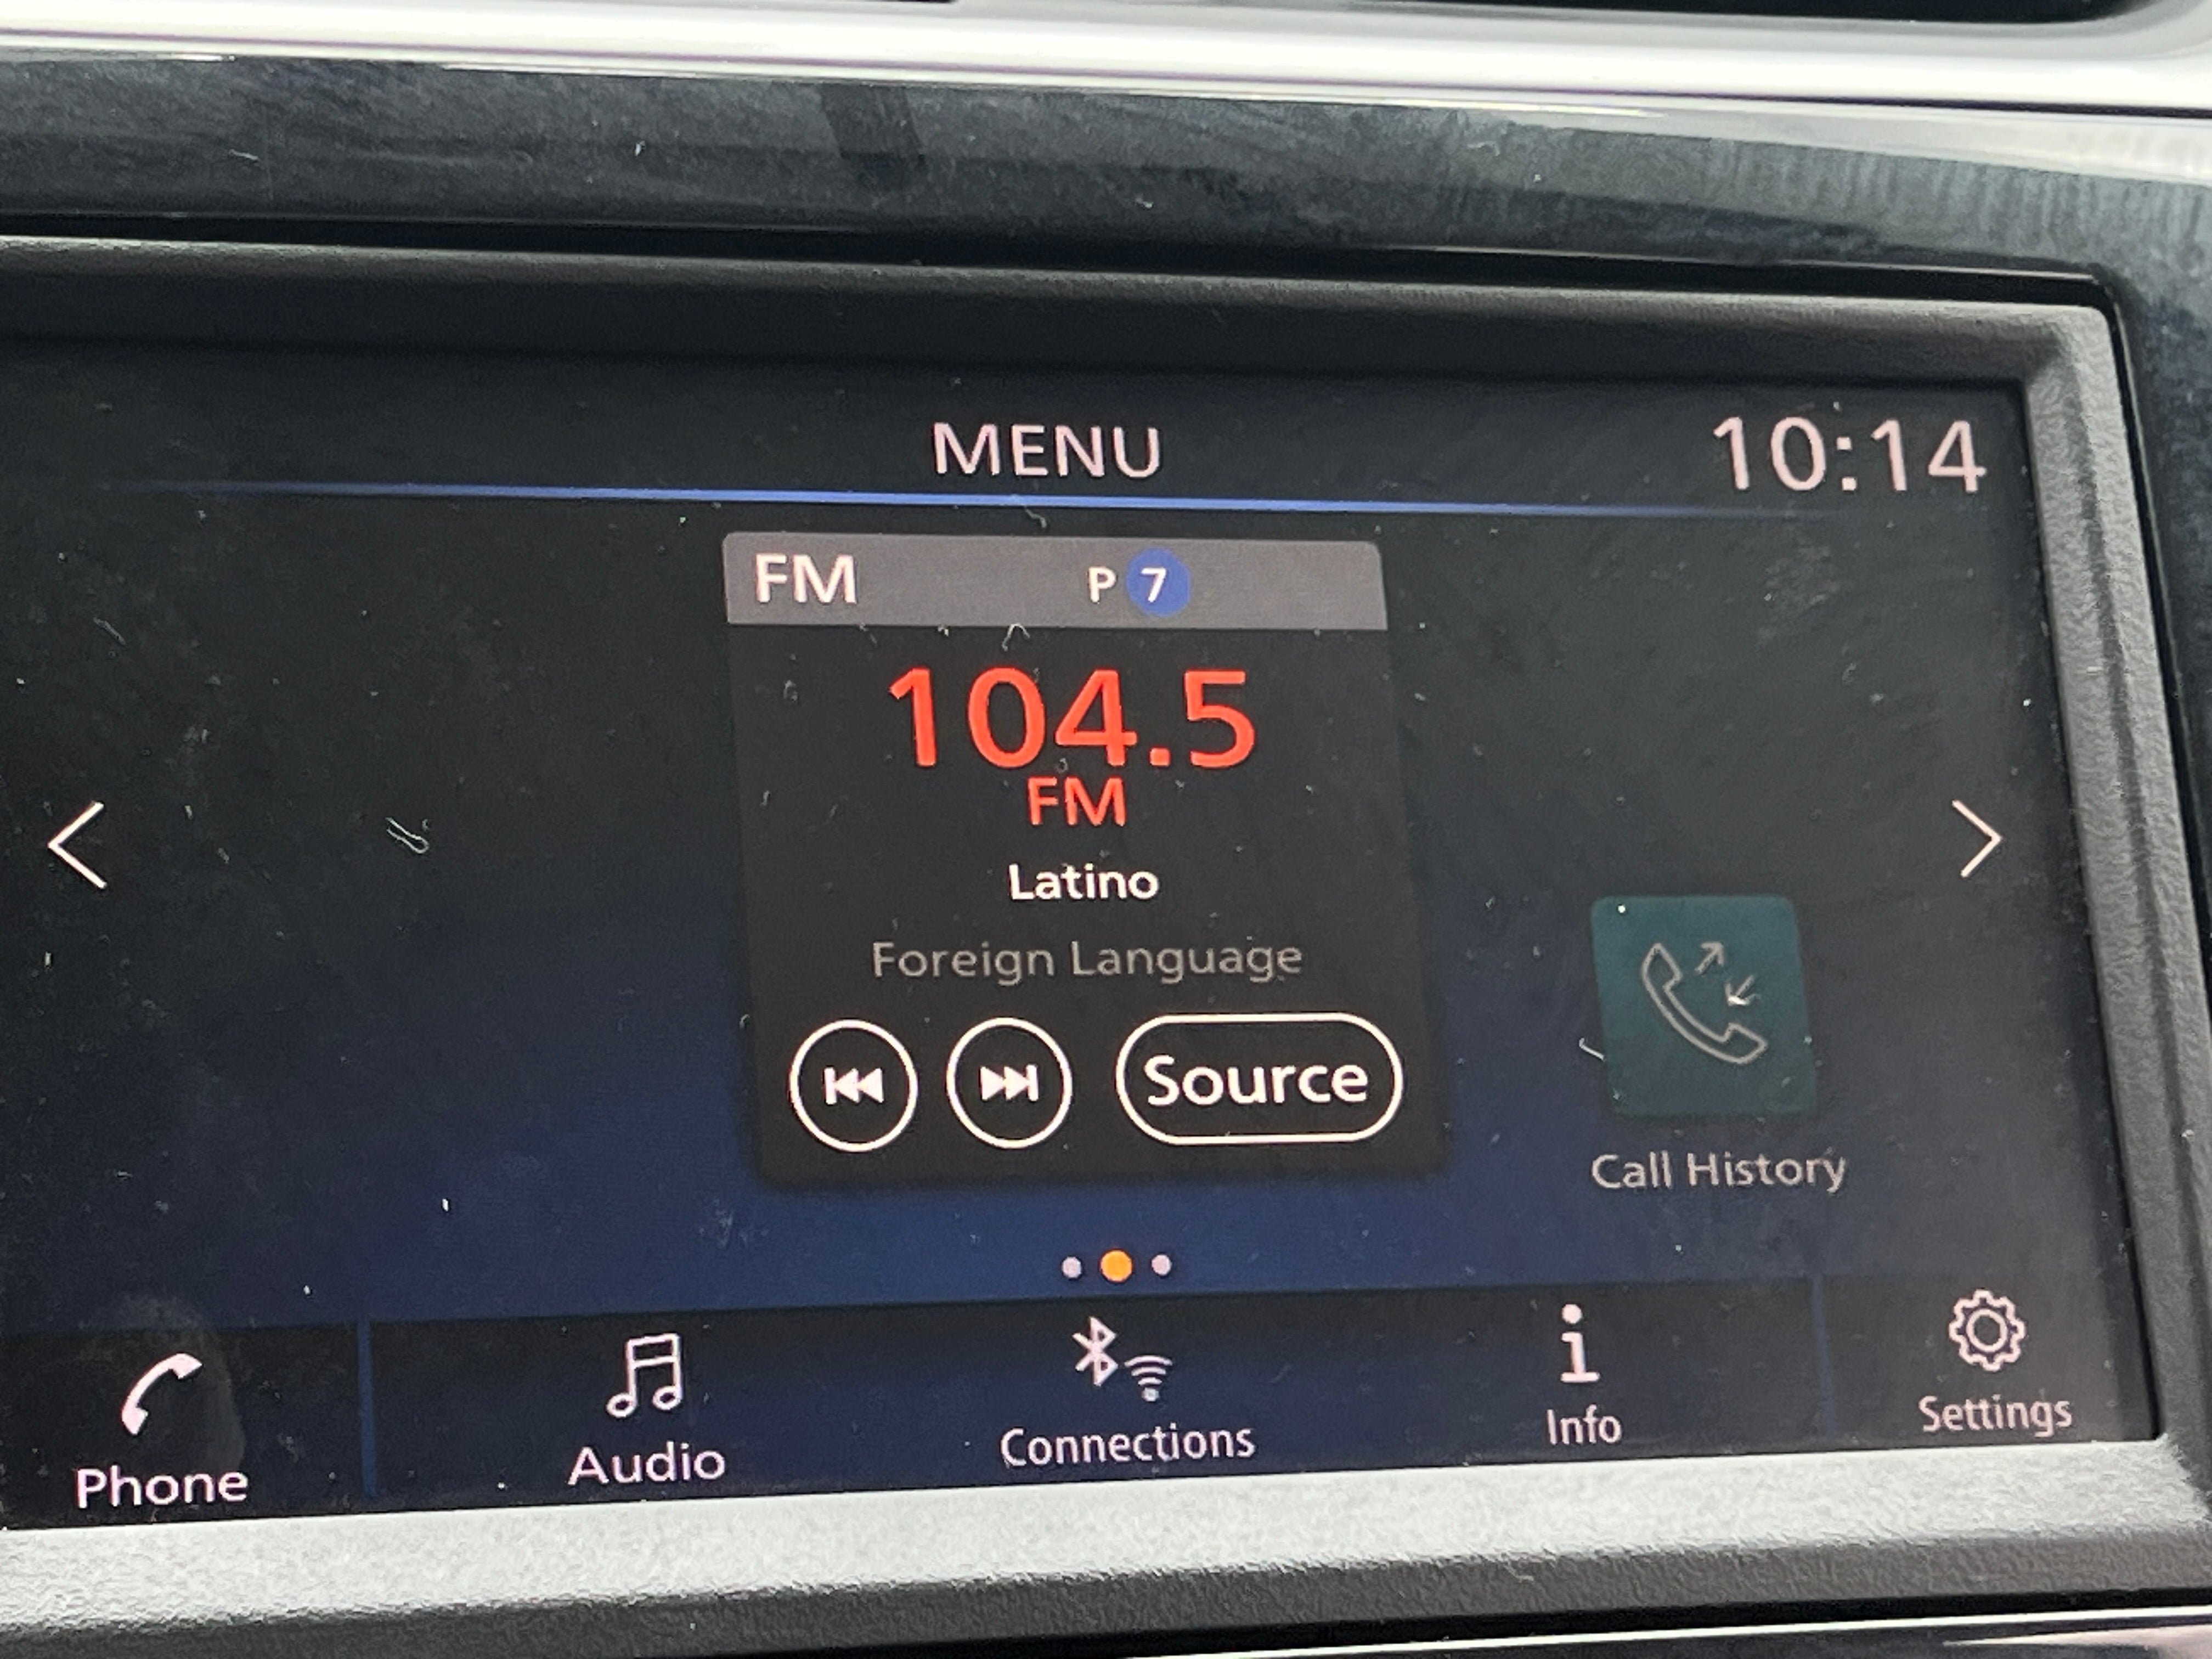 MENU
10:14
FM P 7
104.5
FM
Latino
Foreign Language
Source
Call History
Phone
Audio
Connections
Info
Settings